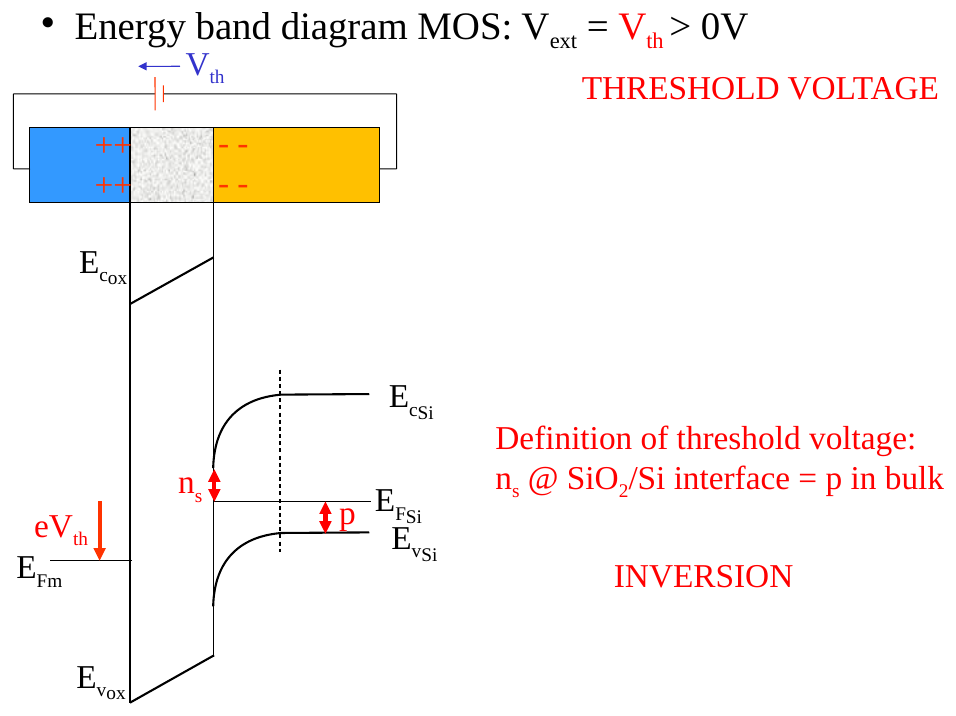 • Energy band diagram MOS: Vext = Vth > 0V
Vth
THRESHOLD VOLTAGE
++ - -
++ - -
Ecox
EcSi
Definition of threshold voltage:
ns @ SiO2/Si interface = p in bulk
ns
EFSi
p
eVth
EvSi
EFm
INVERSION
Evox